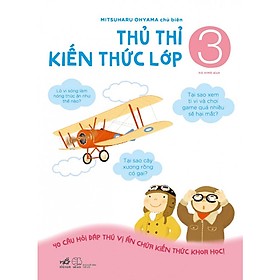 MITSUHARU OHYAMA chủ biên
THỦ THỈ
KIẾN THỨC LỚP
3
Lò vi sóng làm
nóng thức ăn như
thế nào?
Tại sao xem
ti vi và chơi
game quá nhiều
sẽ hại mắt?
Tại sao cây
xương rồng
có gai?
40 CÂU HỎI ĐÁP THÚ VỊ ẨN CHỨA KIẾN THỨC KHOA HỌC!